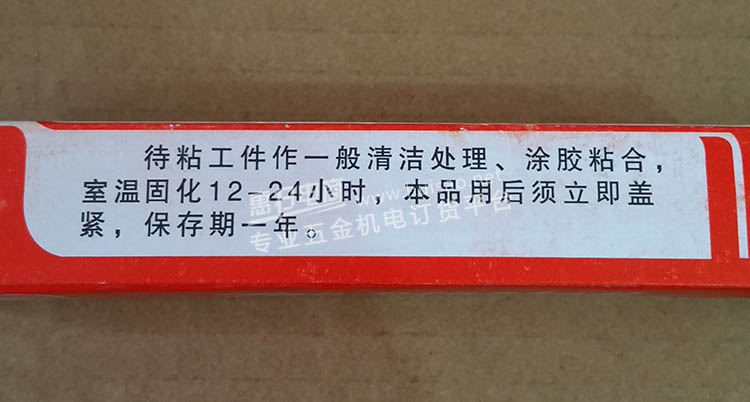 待粘工件作一般清洁处理、涂胶粘合，
室温固化12-24小时，本品用后须立即盖
紧，保存期一年。
专业五金机电订货平台